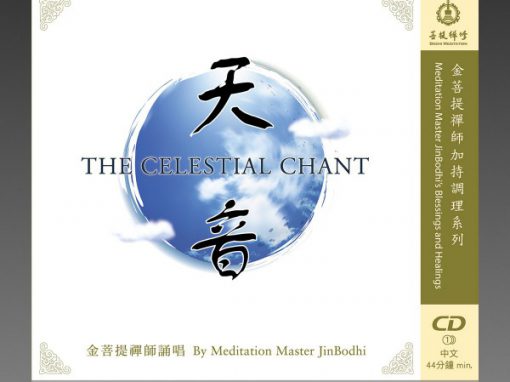 天
THE CELESTIAL CHANT
音
金菩提禪師誦唱 By Meditation Master JinBodhi
菩提禪修
BODHI MEDITATION
金菩提禪師加持調理系列
Meditation Master JinBodhi's Blessings and Healings
CD
1
中文
44分鐘 min.